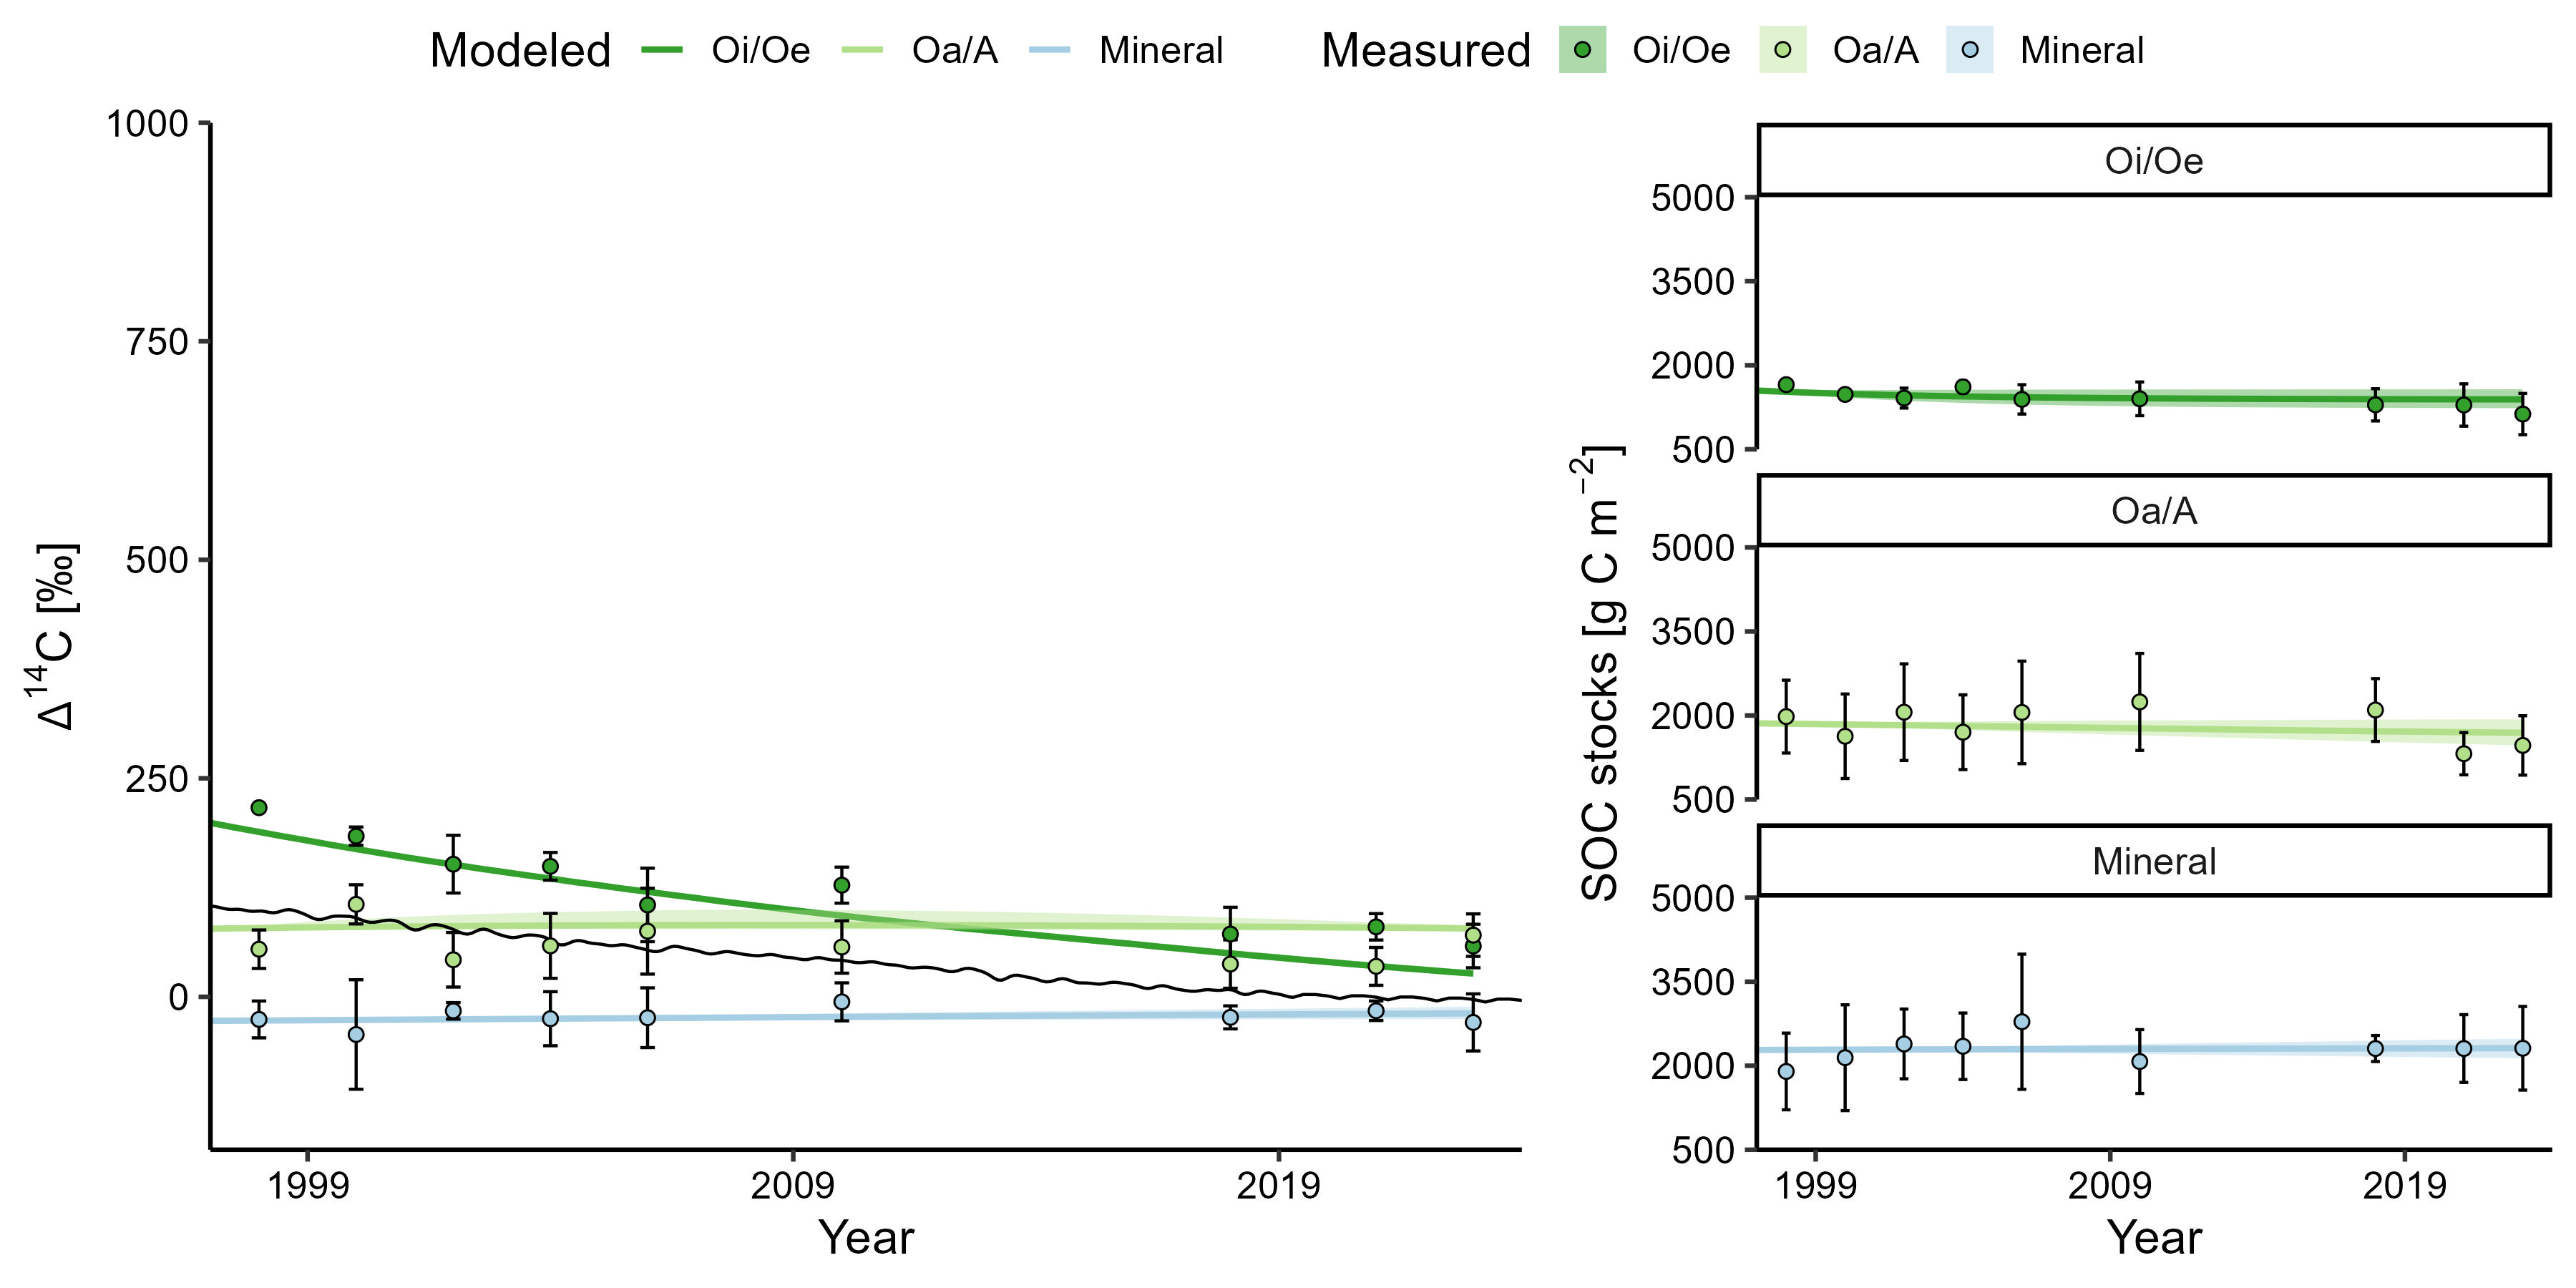 Modeled Oi/Oe Oa/A Mineral Measured Oi/Oe Oa/A Mineral
Δ¹⁴C [‰]
1000
750
500
250
0
1999 2009 2019
Year
SOC stocks [g C m⁻²]
Oi/Oe
5000
3500
2000
500
Oa/A
5000
3500
2000
500
Mineral
5000
3500
2000
500
1999 2009 2019
Year